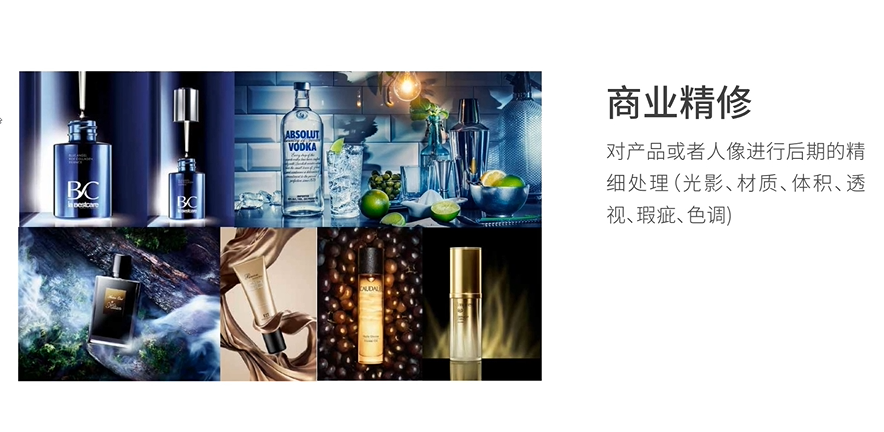 BC
la bestcare
BC
ABSOLUT
VODKA
CAUDALIE
商业精修
对产品或者人像进行后期的精
细处理(光影、材质、体积、透
视、瑕疵、色调)